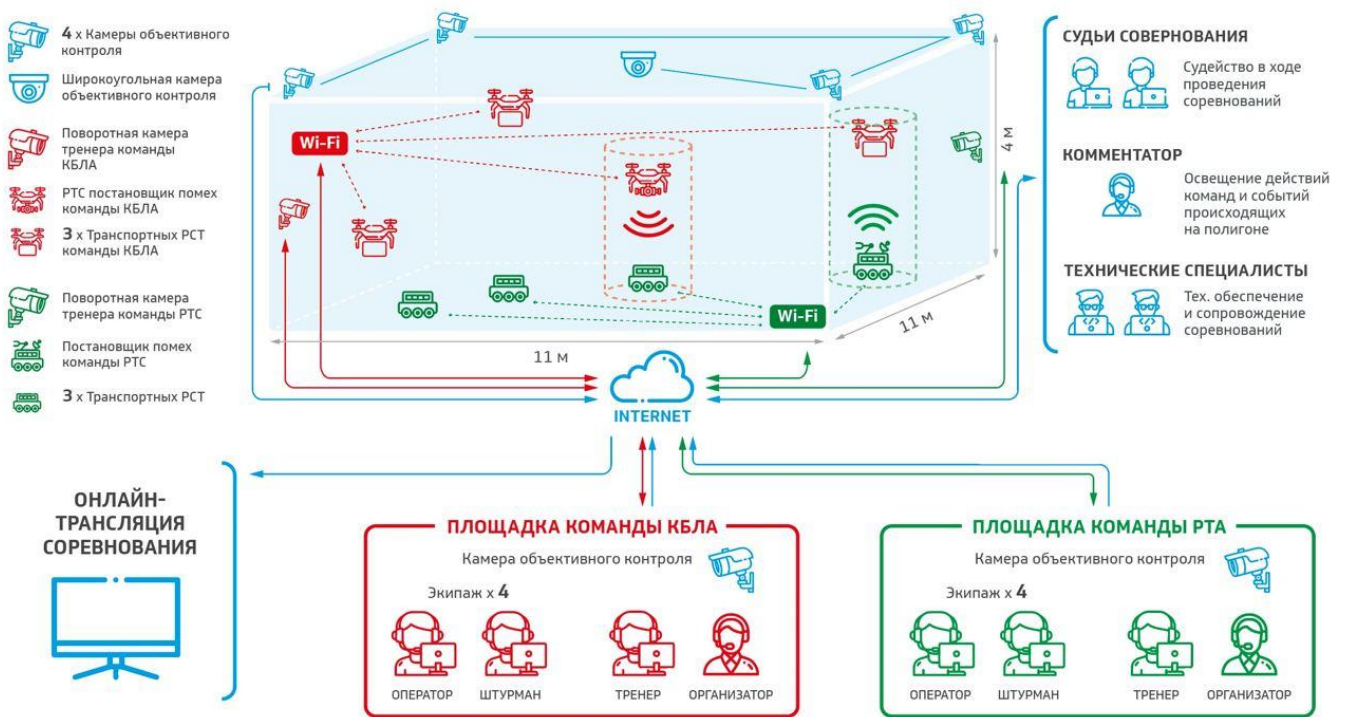 4 x Камеры объективного
контроля
Широкоугольная камера
объективного контроля
Поворотная камера
тренера команды
КБЛА
РТС постановщик помех
команды КБЛА
3 x Транспортных РСТ
команды КБЛА
Поворотная камера
тренера команды РТС
Постановщик помех
команды РТС
3 x Транспортных РСТ
Wi-Fi
Wi-Fi
4 м
11 м
11 м
INTERNET
СУДЬИ СОВЕРНОВАНИЯ
Судейство в ходе
проведения
соревнований
КОММЕНТАТОР
Освещение действий
команд и событий
происходящих
на полигоне
ТЕХНИЧЕСКИЕ СПЕЦИАЛИСТЫ
Тех. обеспечение
и сопровождение
соревнований
ОНЛАЙН-
ТРАНСЛЯЦИЯ
СОРЕВНОВАНИЯ
ПЛОЩАДКА КОМАНДЫ КБЛА
Камера объективного контроля
Экипаж x 4
ОПЕРАТОР ШТУРМАН ТРЕНЕР ОРГАНИЗАТОР
ПЛОЩАДКА КОМАНДЫ РТА
Камера объективного контроля
Экипаж x 4
ОПЕРАТОР ШТУРМАН ТРЕНЕР ОРГАНИЗАТОР